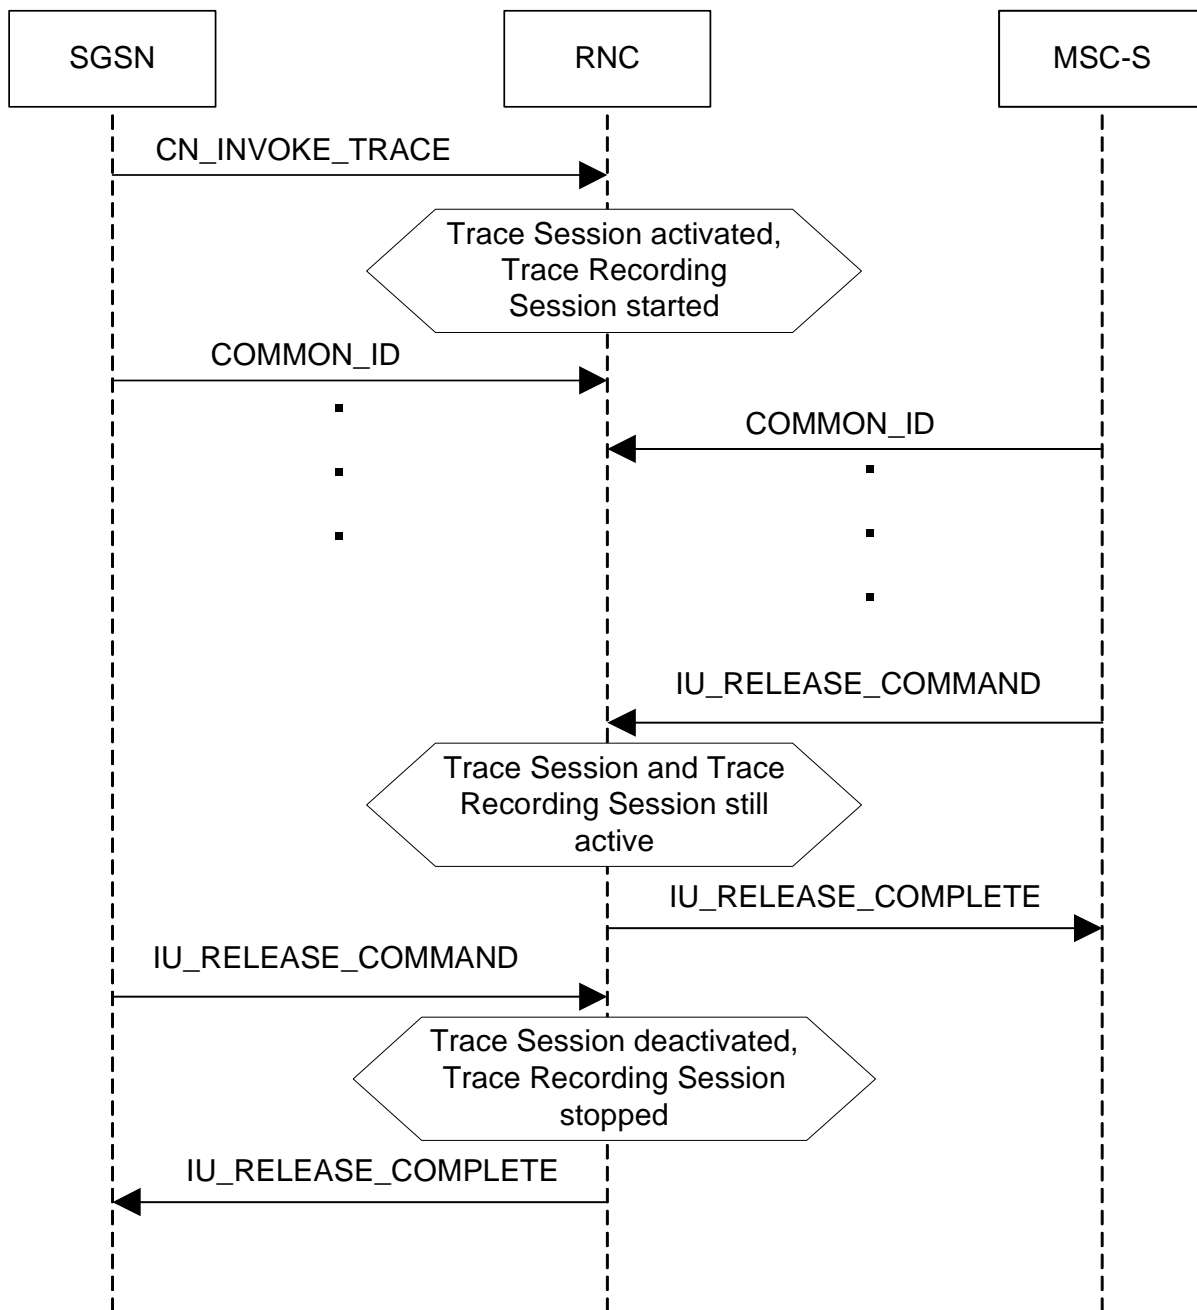 SGSN
RNC
MSC-S
CN_INVOKE_TRACE
Trace Session activated,
Trace Recording
Session started
COMMON_ID
COMMON_ID
IU_RELEASE_COMMAND
Trace Session and Trace
Recording Session still
active
IU_RELEASE_COMPLETE
IU_RELEASE_COMMAND
Trace Session deactivated,
Trace Recording Session
stopped
IU_RELEASE_COMPLETE